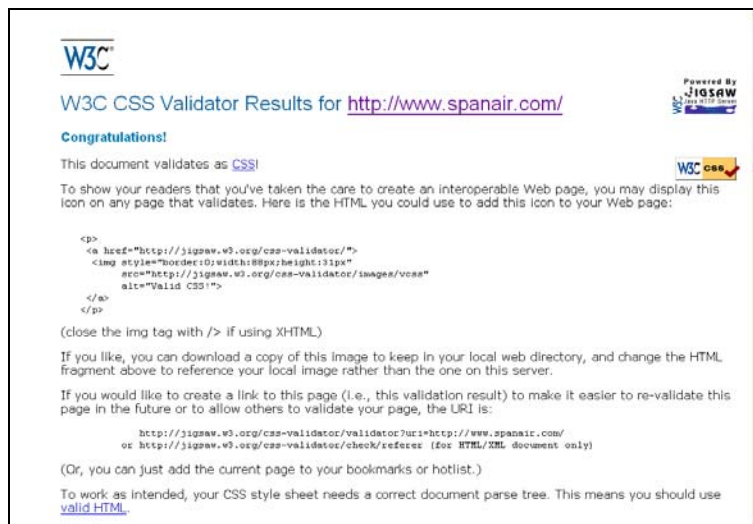 W3C®
Powered By
JIGSAW
W3C Java HTTP Server
W3C CSS Validator Results for http://www.spanair.com/
Congratulations!
This document validates as CSS!
W3C css
To show your readers that you've taken the care to create an interoperable Web page, you may display this
icon on any page that validates. Here is the HTML you could use to add this icon to your Web page:
<p>
<a href="http://jigsaw.w3.org/css-validator/">
<img style="border:0;width:88px;height:31px"
src="http://jigsaw.w3.org/css-validator/images/vcss"
alt="Valid CSS!">
</a>
</p>
(close the img tag with /> if using XHTML)
If you like, you can download a copy of this image to keep in your local web directory, and change the HTML
fragment above to reference your local image rather than the one on this server.
If you would like to create a link to this page (i.e., this validation result) to make it easier to re-validate this
page in the future or to allow others to validate your page, the URI is:
http://jigsaw.w3.org/css-validator/validator?uri=http://www.spanair.com/
or http://jigsaw.w3.org/css-validator/check/referer (for HTML/XML document only)
(Or, you can just add the current page to your bookmarks or hotlist.)
To work as intended, your CSS style sheet needs a correct document parse tree. This means you should use
valid HTML.